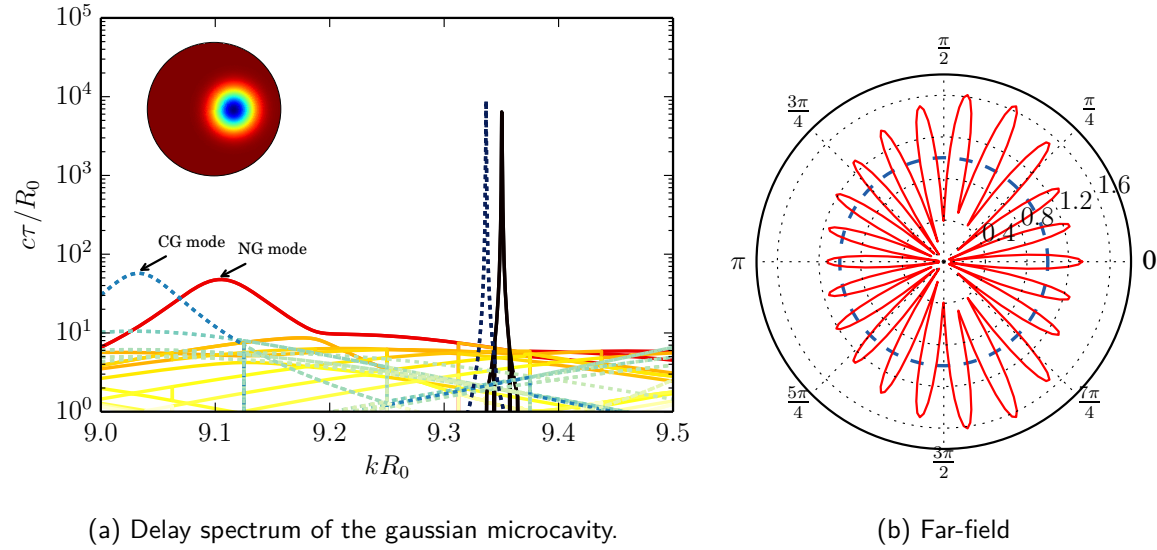 10^5
10^4
10^3
10^2
10^1
10^0
cτ/R_0
CG mode
NG mode
9.0 9.1 9.2 9.3 9.4 9.5
kR_0
π/2
3π/4
π/4
1.6
1.2
0.8
0.4
π
0
5π/4
7π/4
3π/2
(a) Delay spectrum of the gaussian microcavity.
(b) Far-field